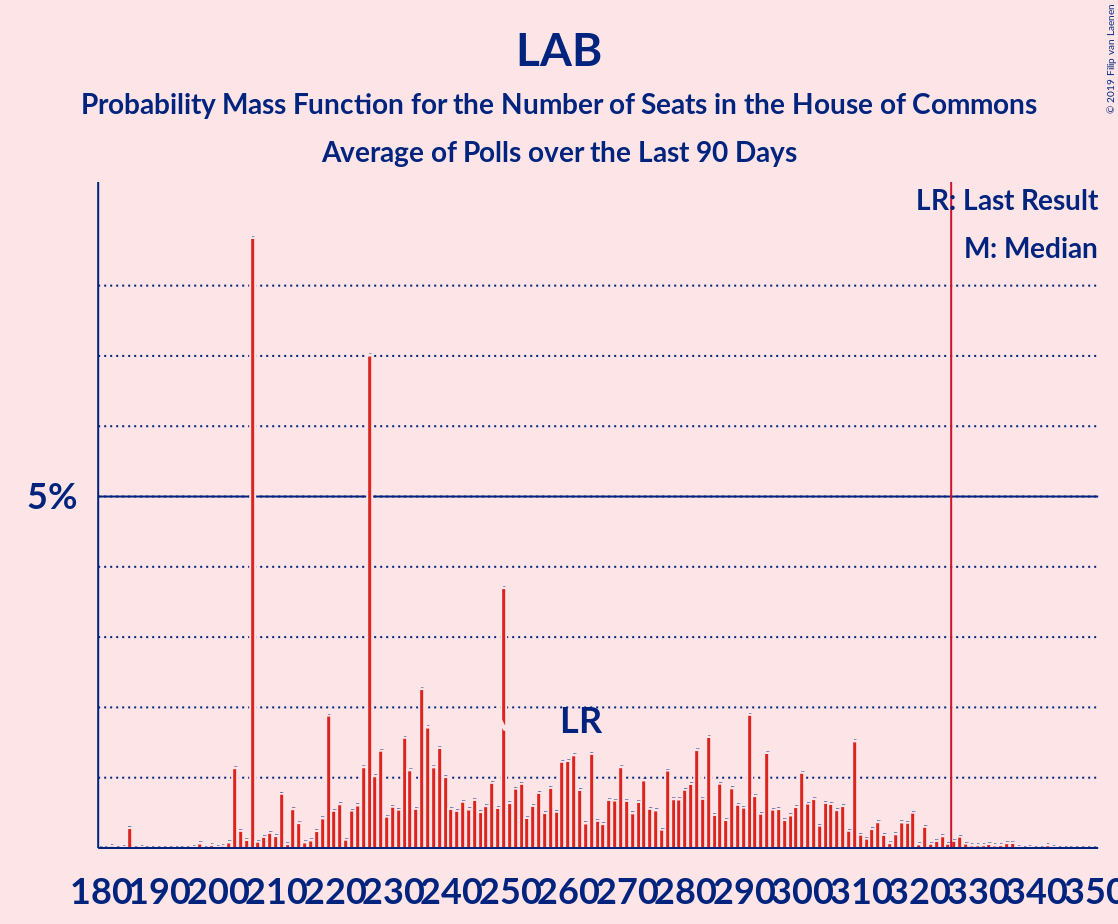 LAB
Probability Mass Function for the Number of Seats in the House of Commons
Average of Polls over the Last 90 Days
© 2019 Filip van Laenen
LR: Last Result
M: Median
5%
LR
180 190 200 210 220 230 240 250 260 270 280 290 300 310 320 330 340 350